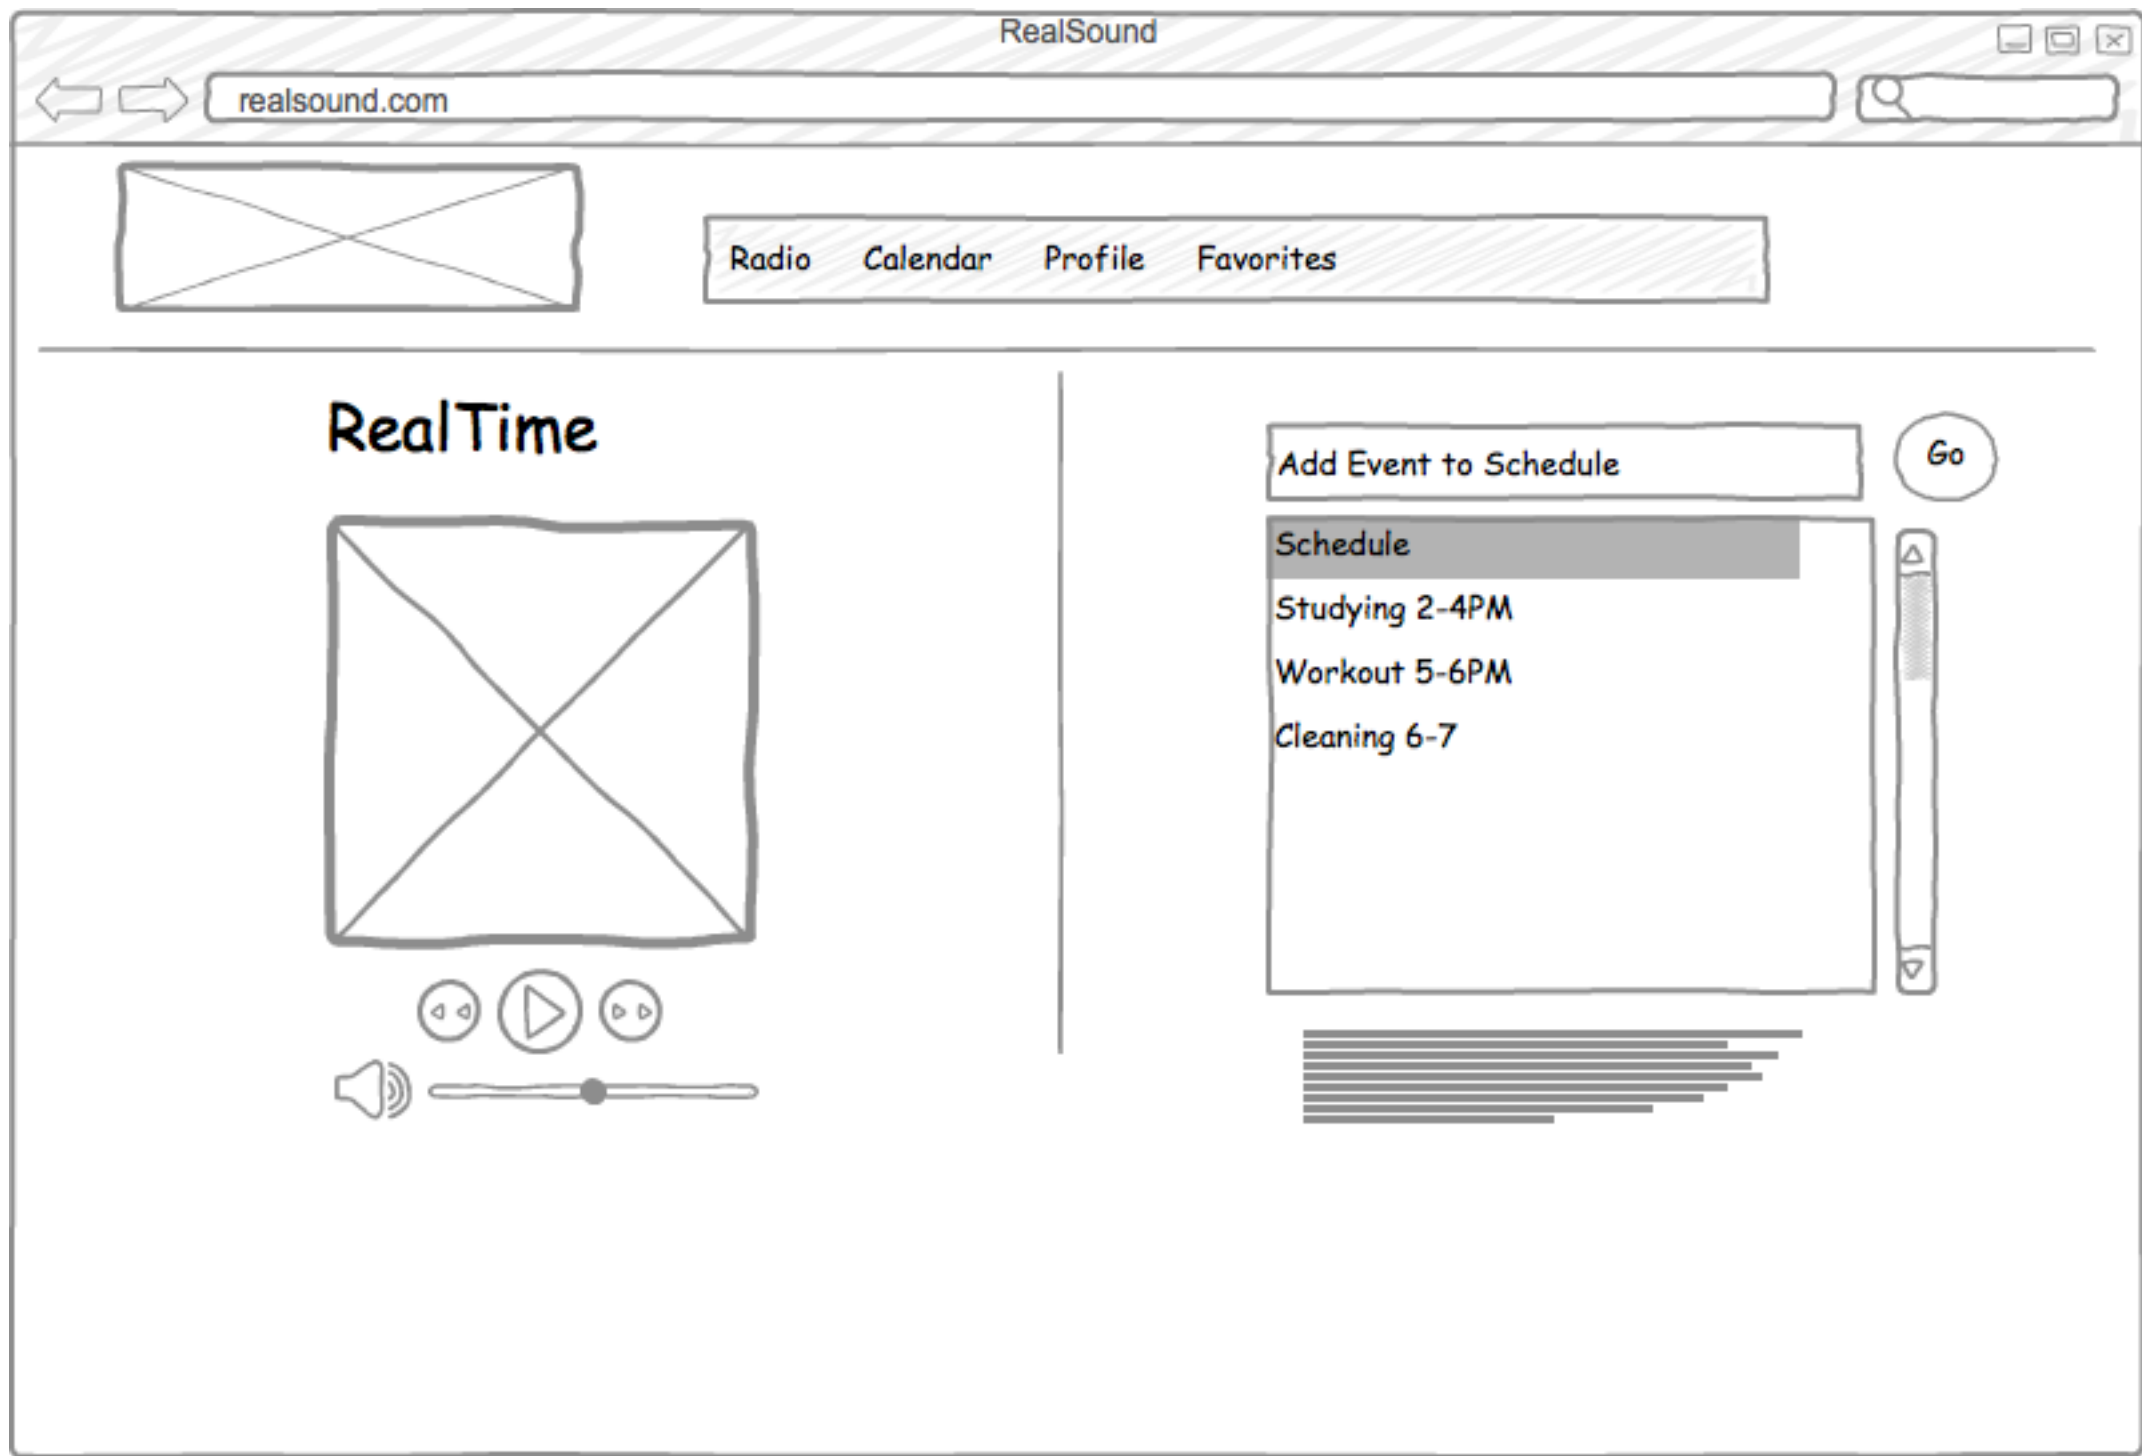 RealSound
realsound.com
Radio Calendar Profile Favorites
RealTime
Add Event to Schedule
Go
Schedule
Studying 2-4PM
Workout 5-6PM
Cleaning 6-7